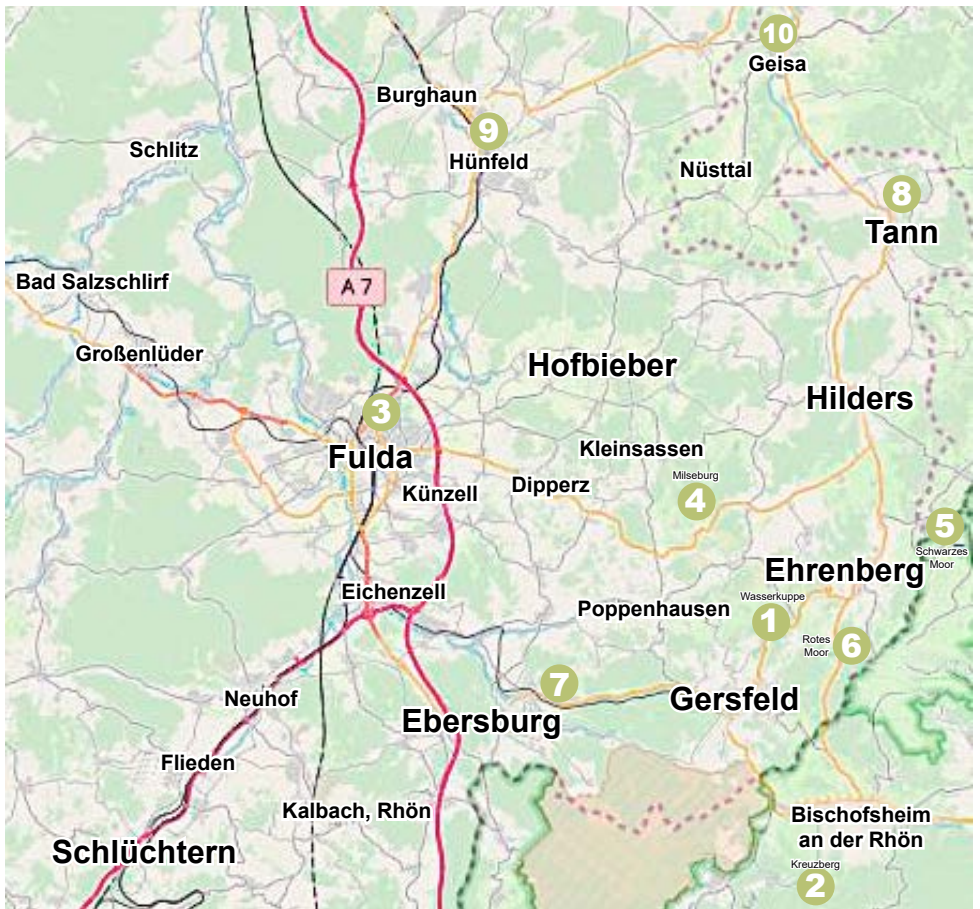 10
Geisa
Burghaun
9
Hünfeld
Schlitz
Nüsttal
8
Tann
Bad Salzschlirf
A 7
Großenlüder
Hofbieber
Hilders
3
Fulda
Kleinsassen
Milseburg
4
Künzell
Dipperz
5
Schwarzes
Moor
Ehrenberg
Eichenzell
Poppenhausen
Wasserkuppe
1
Rotes
Moor
6
7
Neuhof
Gersfeld
Ebersburg
Flieden
Kalbach, Rhön
Bischofsheim
an der Rhön
Schlüchtern
Kreuzberg
2